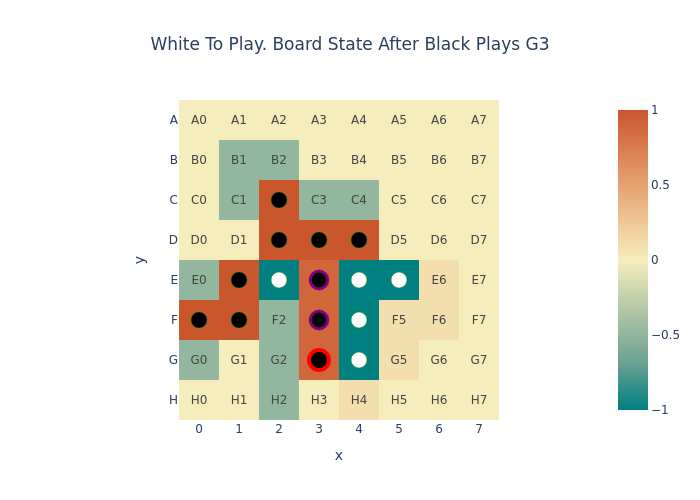 White To Play. Board State After Black Plays G3
A A0 A1 A2 A3 A4 A5 A6 A7
B B0 B1 B2 B3 B4 B5 B6 B7
C C0 C1 C3 C4 C5 C6 C7
D D0 D1 D5 D6 D7
E E0 E6 E7
F F2 F5 F6 F7
G G0 G1 G2 G5 G6 G7
H H0 H1 H2 H3 H4 H5 H6 H7
0 1 2 3 4 5 6 7
x
y
1
0.5
0
−0.5
−1